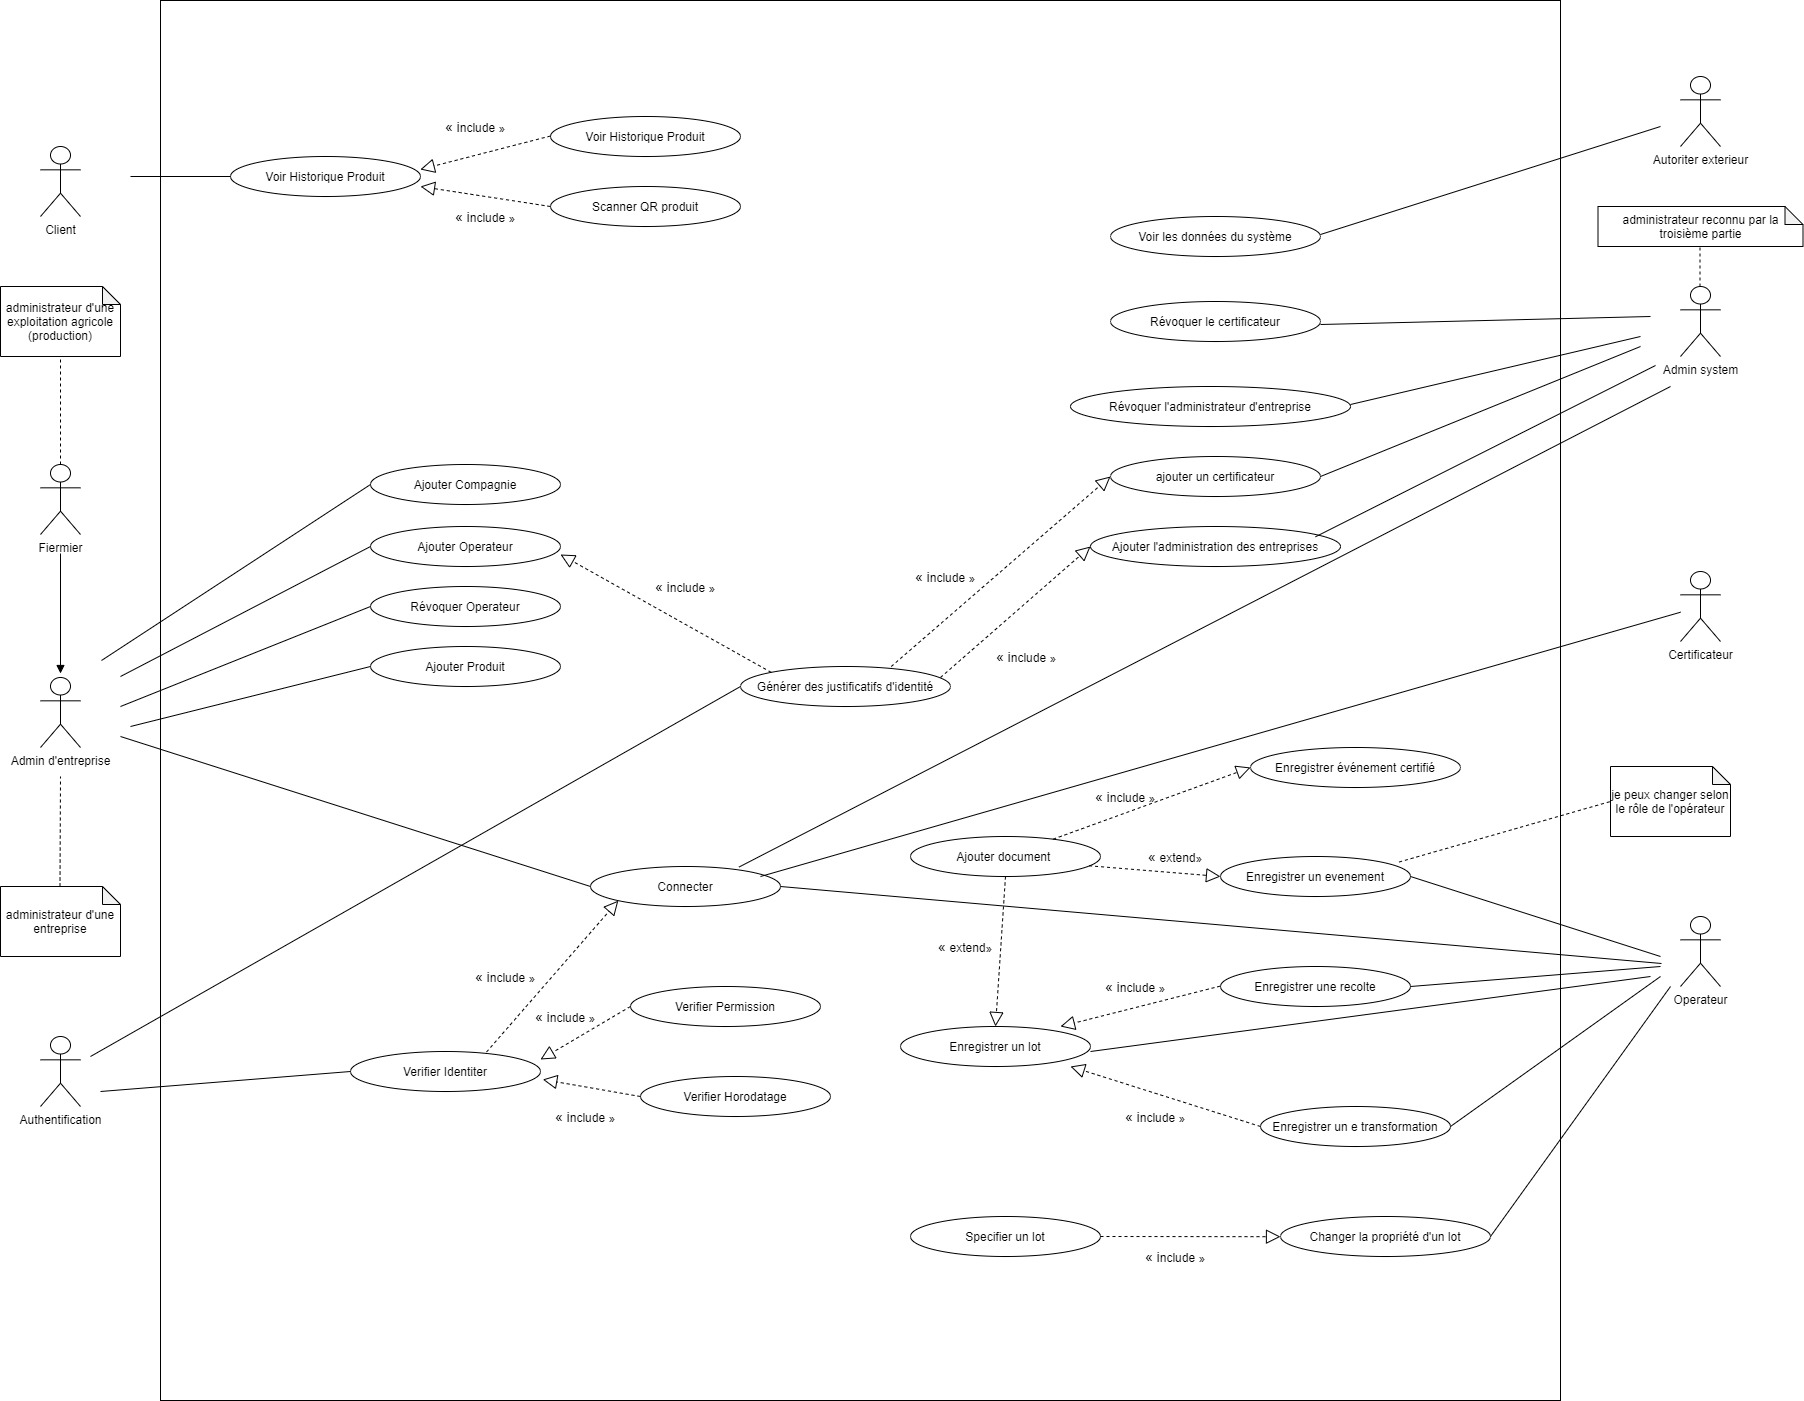 « include »
Voir Historique Produit
Autoriter exterieur
Voir Historique Produit
Scanner QR produit
« include »
Client
administrateur reconnu par la
troisième partie
Voir les données du système
administrateur d'une
exploitation agricole
(production)
Révoquer le certificateur
Admin system
Révoquer l'administrateur d'entreprise
ajouter un certificateur
Ajouter Compagnie
Fiermier
Ajouter Operateur
Ajouter l'administration des entreprises
« include »
« include »
Révoquer Operateur
« include »
Certificateur
Ajouter Produit
Générer des justificatifs d'identité
Admin d'entreprise
Enregistrer événement certifié
« include »
je peux changer selon
le rôle de l'opérateur
Ajouter document
« extend»
Enregistrer un evenement
Connecter
administrateur d'une
entreprise
« extend»
« include »
« include »
Enregistrer une recolte
Operateur
Verifier Permission
« include »
Enregistrer un lot
Verifier Identiter
Verifier Horodatage
« include »
Authentification
« include »
Enregistrer un e transformation
Specifier un lot
Changer la propriété d'un lot
« include »